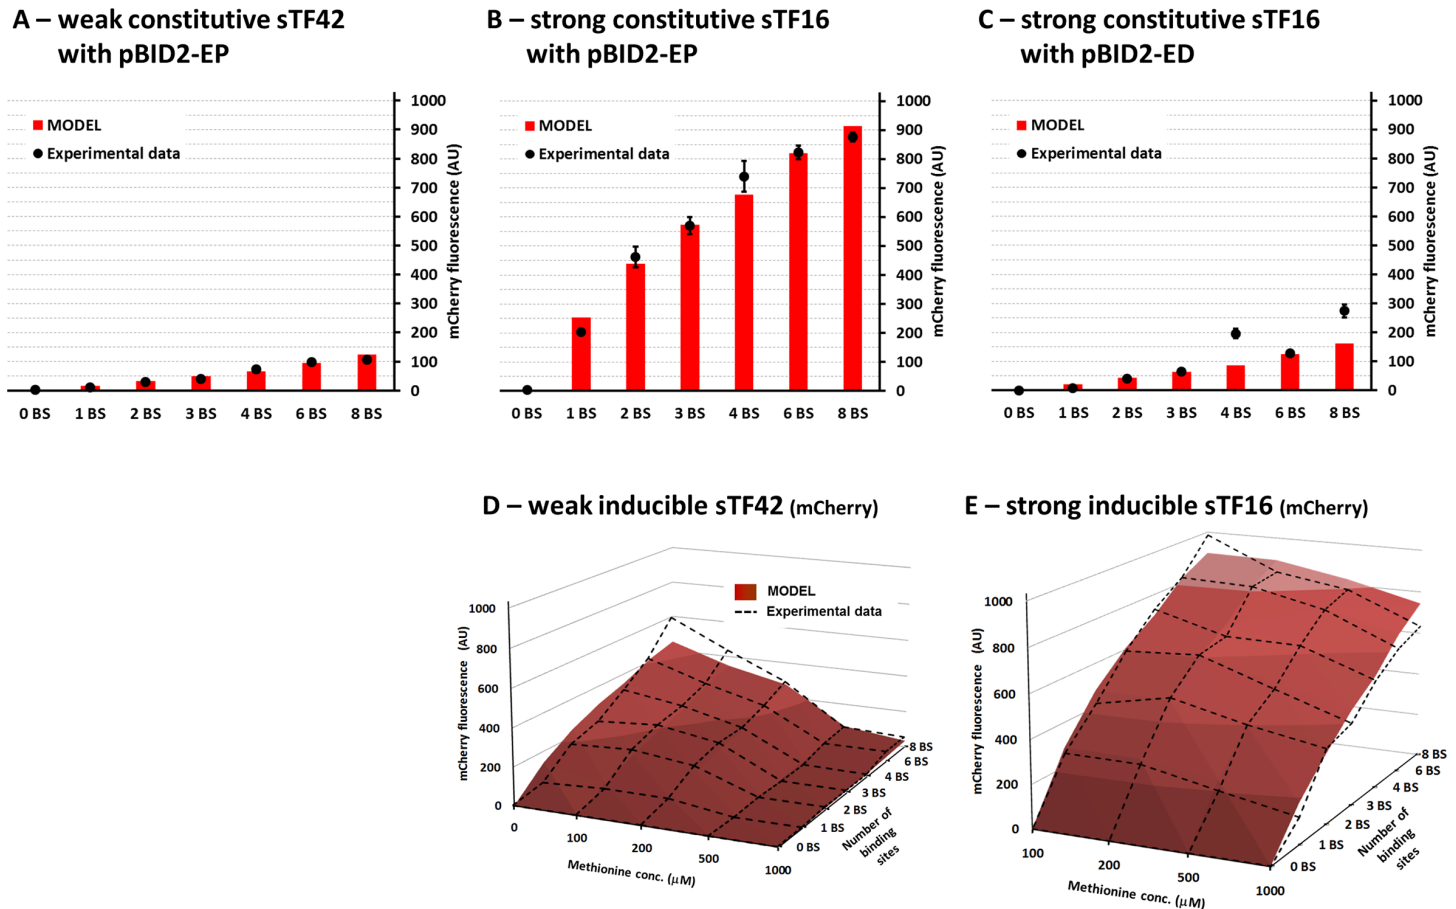 A – weak constitutive sTF42
with pBID2-EP
MODEL
Experimental data
1000
900
800
700
600
500
400
300
200
100
0
mCherry fluorescence (AU)
0 BS 1 BS 2 BS 3 BS 4 BS 6 BS 8 BS
B – strong constitutive sTF16
with pBID2-EP
MODEL
Experimental data
1000
900
800
700
600
500
400
300
200
100
0
mCherry fluorescence (AU)
0 BS 1 BS 2 BS 3 BS 4 BS 6 BS 8 BS
C – strong constitutive sTF16
with pBID2-ED
MODEL
Experimental data
1000
900
800
700
600
500
400
300
200
100
0
mCherry fluorescence (AU)
0 BS 1 BS 2 BS 3 BS 4 BS 6 BS 8 BS
D – weak inducible sTF42 (mCherry)
MODEL
Experimental data
1000
800
600
400
200
0
mCherry fluorescence (AU)
0
100
200
500
1000
Methionine conc. (µM)
8 BS
6 BS
4 BS
3 BS
2 BS
1 BS
0 BS
Number of
binding
sites
E – strong inducible sTF16 (mCherry)
1000
800
600
400
200
0
mCherry fluorescence (AU)
100
200
500
1000
Methionine conc. (µM)
8 BS
6 BS
4 BS
3 BS
2 BS
1 BS
0 BS
Number of
binding
sites